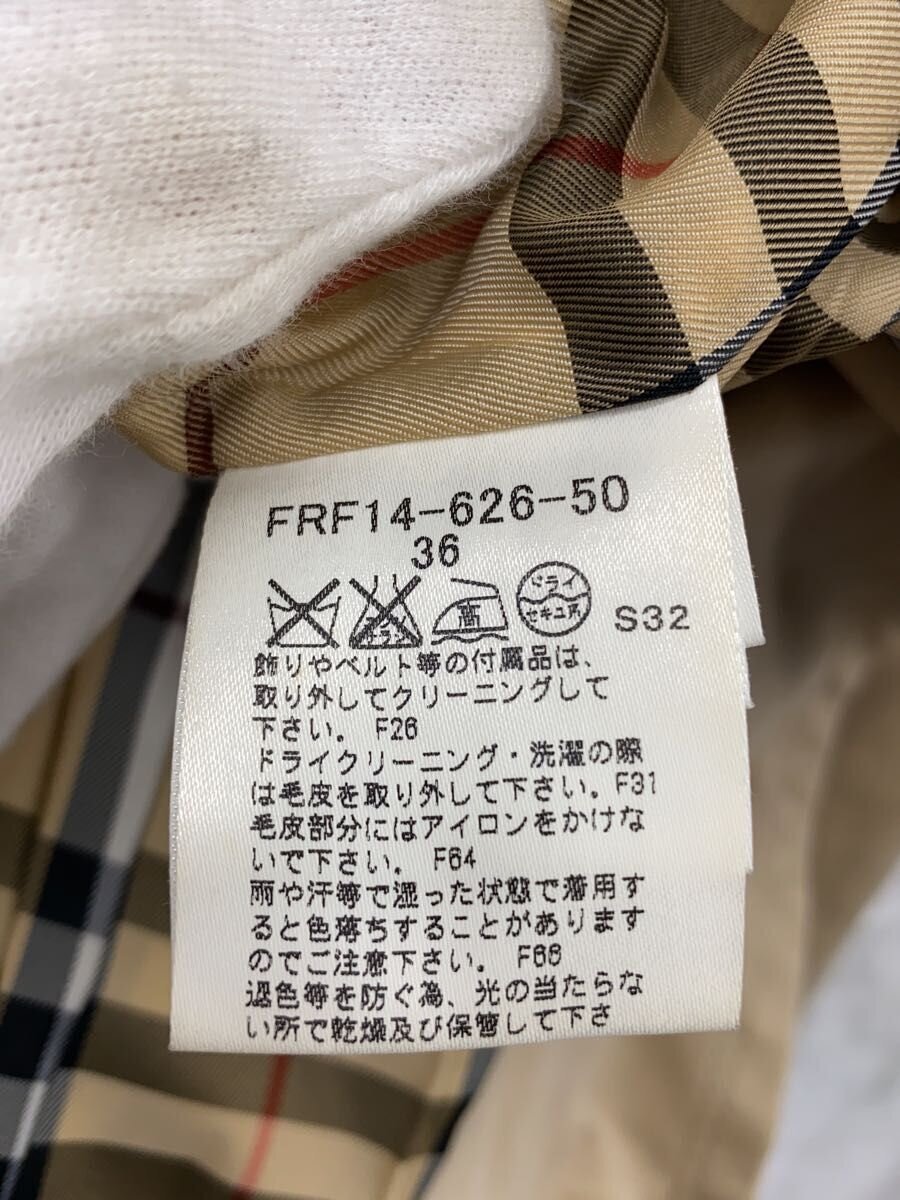 FRF14-626-50
36
エンソサラシ 高 ドライ セキユ系 S32
飾りやベルト等の付属品は、
取り外してクリーニングして
下さい。 F26
ドライクリーニング・洗濯の際
は毛皮を取り外して下さい。F31
毛皮部分にはアイロンをかけな
いで下さい。 F64
雨や汗等で湿った状態で着用す
ると色落ちすることがあります
のでご注意下さい。 F66
退色等を防ぐ為、光の当たらな
い所で乾燥及び保管して下さ